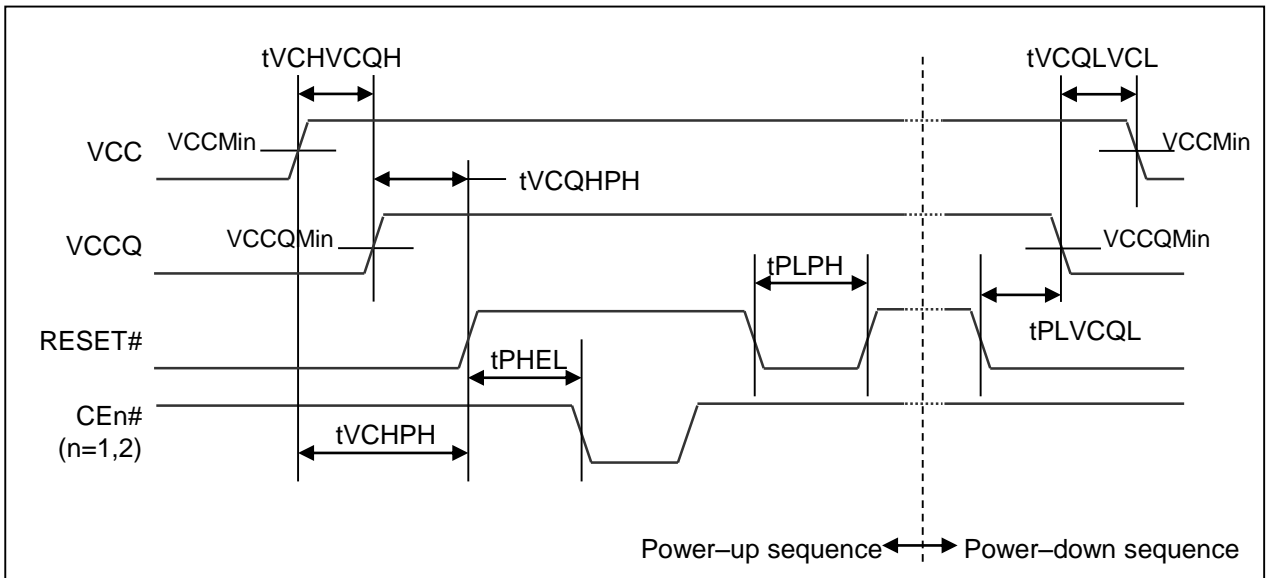 tVCHVCQH
tVCQLVCL
VCC
VCCMin
VCCMin
tVCQHPH
VCCQ
VCCQMin
VCCQMin
tPLPH
RESET#
tPHEL
tPLVCQL
CEn#
(n=1,2)
tVCHPH
Power–up sequence
Power–down sequence